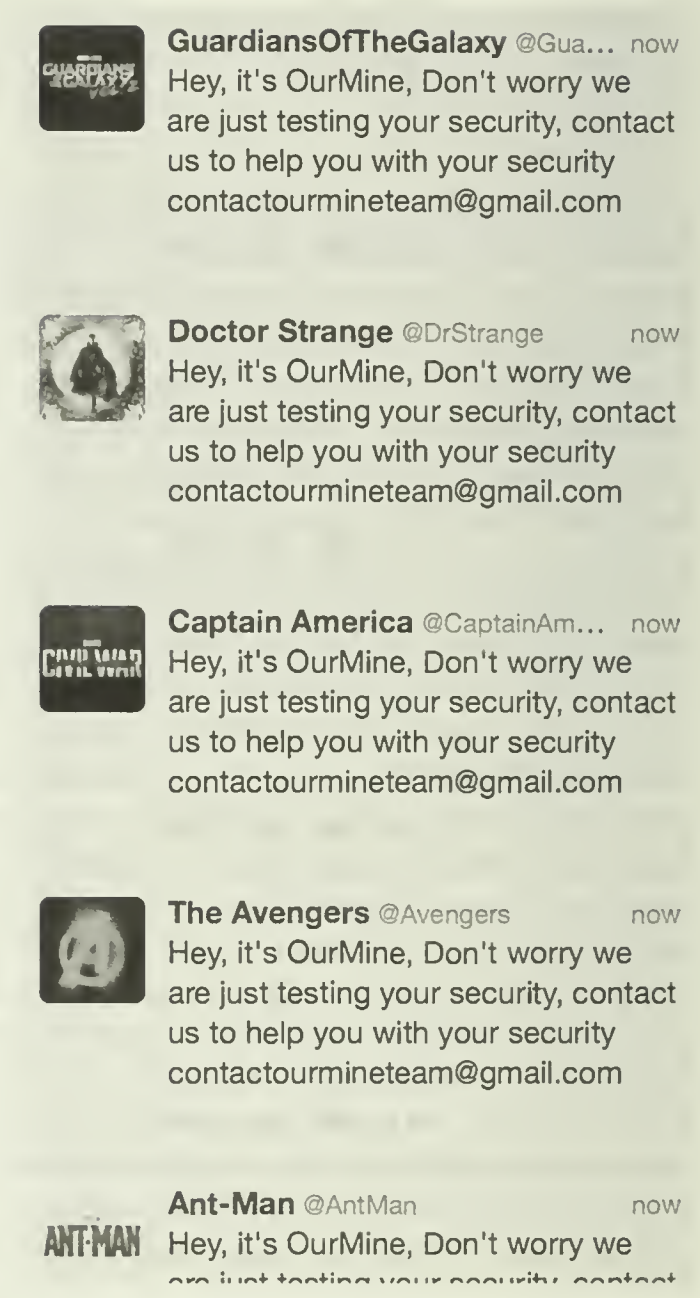 GuardiansOfTheGalaxy @Gua... now
Hey, it's OurMine, Don't worry we
are just testing your security, contact
us to help you with your security
contactourmineteam@gmail.com
Doctor Strange @DrStrange now
Hey, it's OurMine, Don't worry we
are just testing your security, contact
us to help you with your security
contactourmineteam@gmail.com
CIVIL WAR
Captain America @CaptainAm... now
Hey, it's OurMine, Don't worry we
are just testing your security, contact
us to help you with your security
contactourmineteam@gmail.com
The Avengers @Avengers now
Hey, it's OurMine, Don't worry we
are just testing your security, contact
us to help you with your security
contactourmineteam@gmail.com
ANT-MAN
Ant-Man @AntMan now
Hey, it's OurMine, Don't worry we
are just testing your security, contact